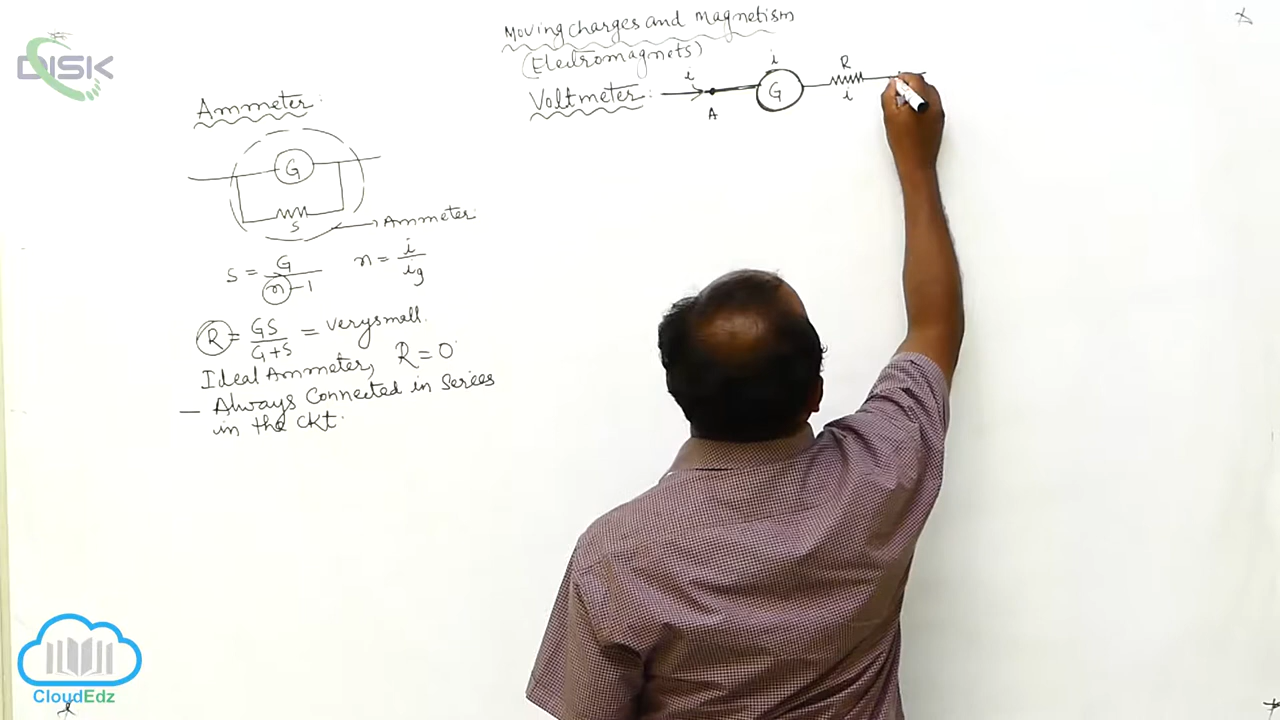 DISK
Moving charges and Magnetism
(Electromagnets)
Ammeter:
G
S
Ammeter:
S = G/(n-1) n = i/ig
R = GS/(G+S) = very small.
Ideal Ammeter, R = 0
— Always Connected in Series
in the ckt.
Voltmeter:
i
A
i
G
R
i
CloudEdz